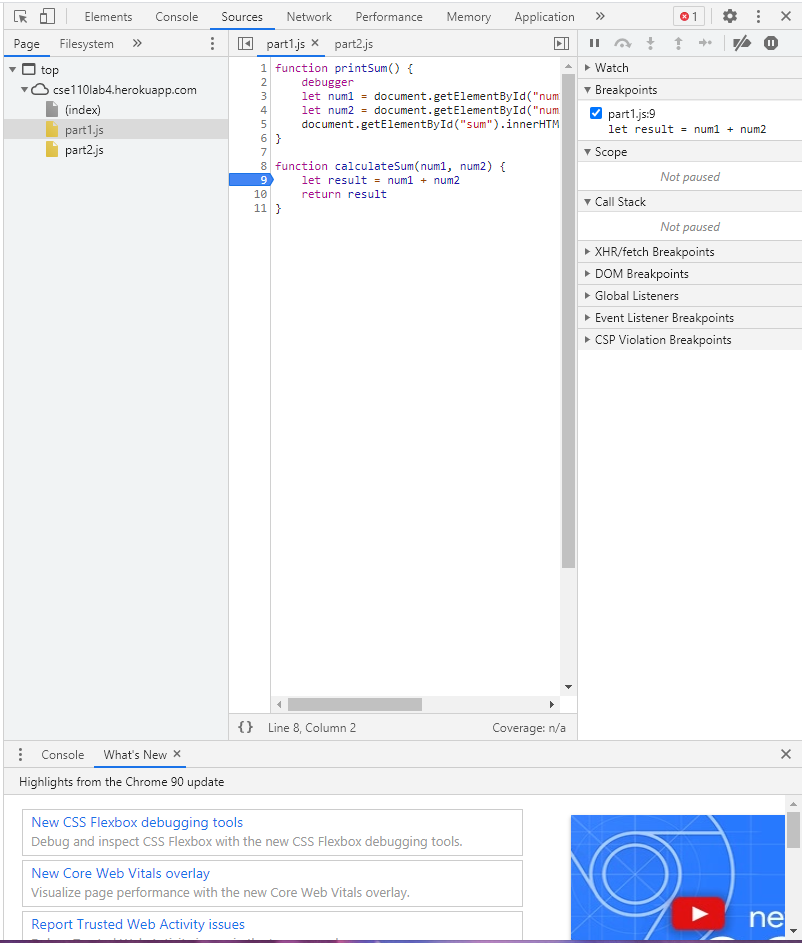 Elements Console Sources Network Performance Memory Application » 1
Page Filesystem »
part1.js × part2.js
top
cse110lab4.herokuapp.com
(index)
part1.js
part2.js
1 function printSum() {
2 debugger
3 let num1 = document.getElementById("num
4 let num2 = document.getElementById("num
5 document.getElementById("sum").innerHTM
6 }
7
8 function calculateSum(num1, num2) {
9 let result = num1 + num2
10 return result
11 }
{} Line 8, Column 2 Coverage: n/a
Watch
Breakpoints
part1.js:9
let result = num1 + num2
Scope
Not paused
Call Stack
Not paused
XHR/fetch Breakpoints
DOM Breakpoints
Global Listeners
Event Listener Breakpoints
CSP Violation Breakpoints
Console What's New ×
Highlights from the Chrome 90 update
New CSS Flexbox debugging tools
Debug and inspect CSS Flexbox with the new CSS Flexbox debugging tools.
New Core Web Vitals overlay
Visualize page performance with the new Core Web Vitals overlay.
Report Trusted Web Activity issues
ne